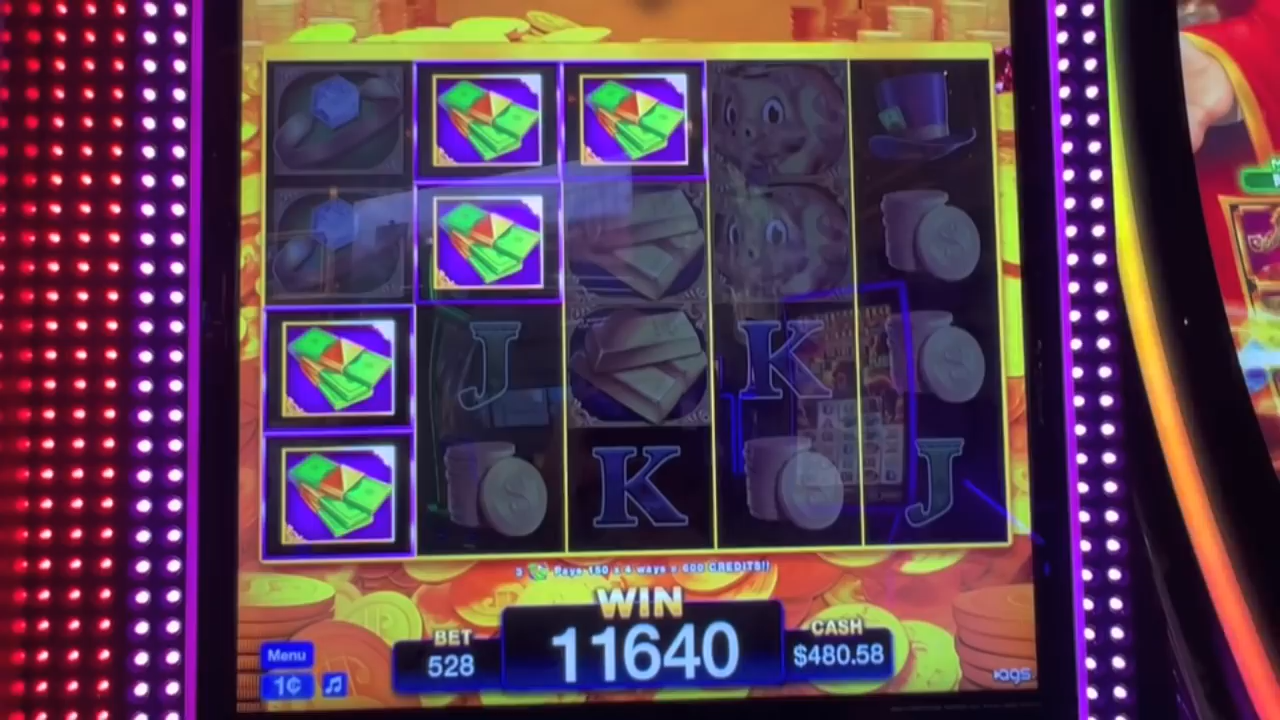 J K
K J
3 Pays 150 x 4 ways = 600 CREDITS!!
WIN
BET 11640 CASH
528 $480.58
Menu
1¢ ags